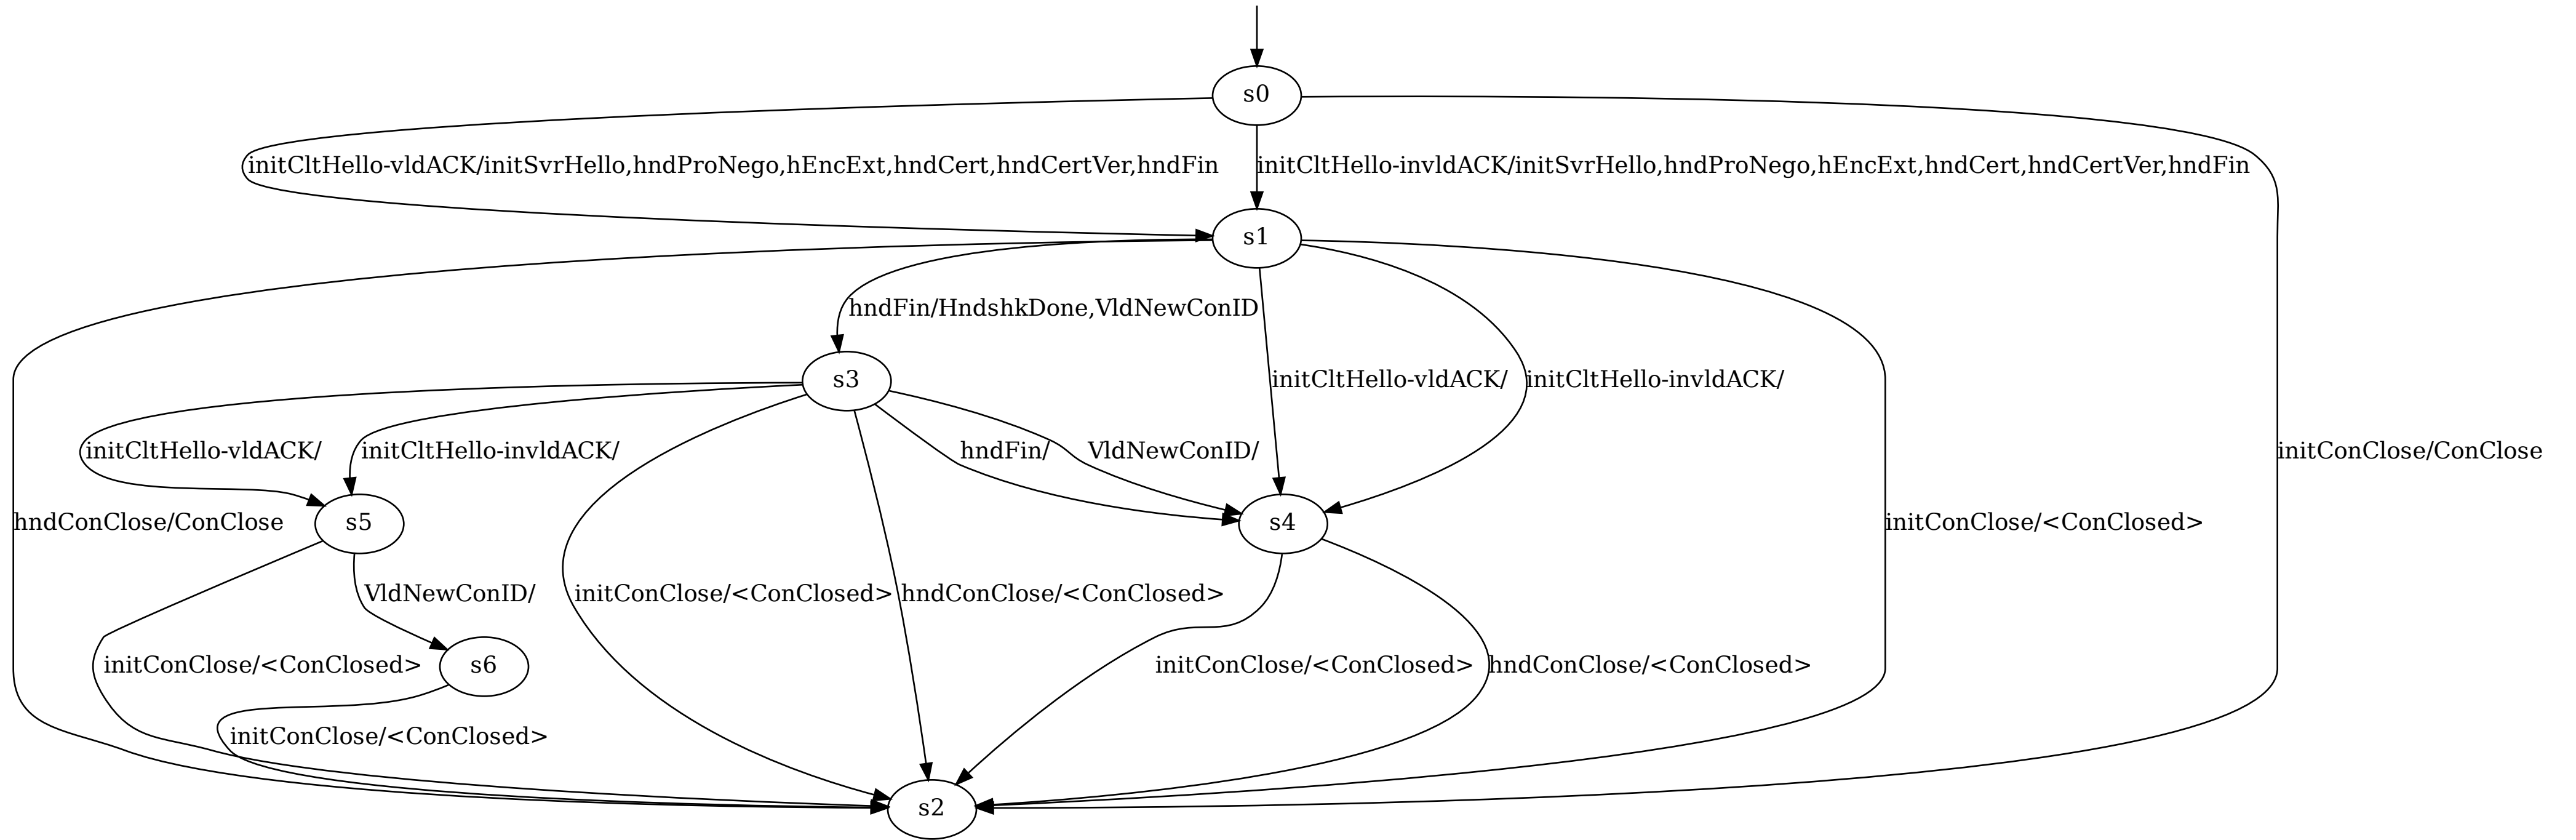 s0
initCltHello-vldACK/initSvrHello,hndProNego,hEncExt,hndCert,hndCertVer,hndFin
initCltHello-invldACK/initSvrHello,hndProNego,hEncExt,hndCert,hndCertVer,hndFin
s1
hndFin/HndshkDone,VldNewConID
s3
initCltHello-vldACK/
initCltHello-invldACK/
initCltHello-vldACK/
initCltHello-invldACK/
hndFin/
VldNewConID/
initConClose/ConClose
hndConClose/ConClose
s5
s4
initConClose/<ConClosed>
VldNewConID/
initConClose/<ConClosed>
hndConClose/<ConClosed>
initConClose/<ConClosed>
s6
initConClose/<ConClosed>
hndConClose/<ConClosed>
initConClose/<ConClosed>
s2